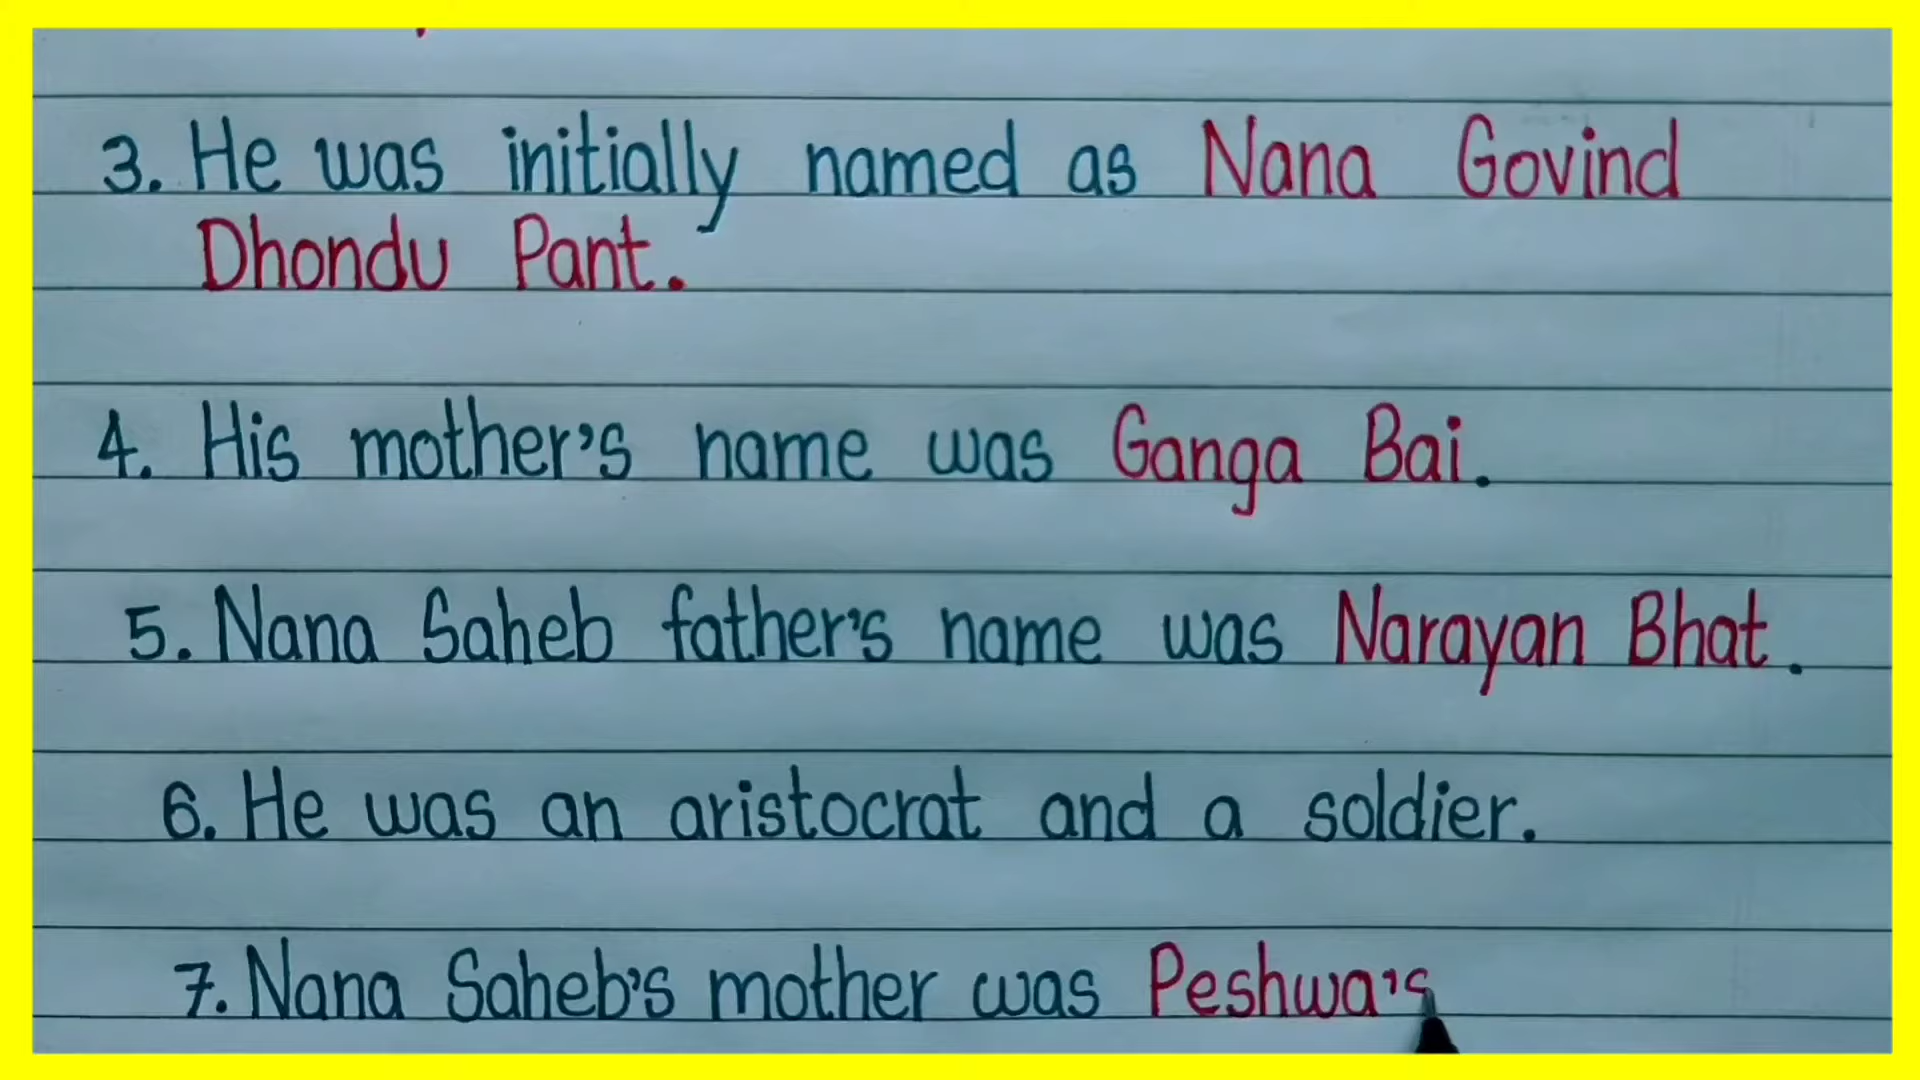 3. He was initially named as Nana Govind
Dhondu Pant.
4. His mother's name was Ganga Bai.
5. Nana Saheb father's name was Narayan Bhat.
6. He was an aristocrat and a soldier.
7. Nana Saheb's mother was Peshwa's